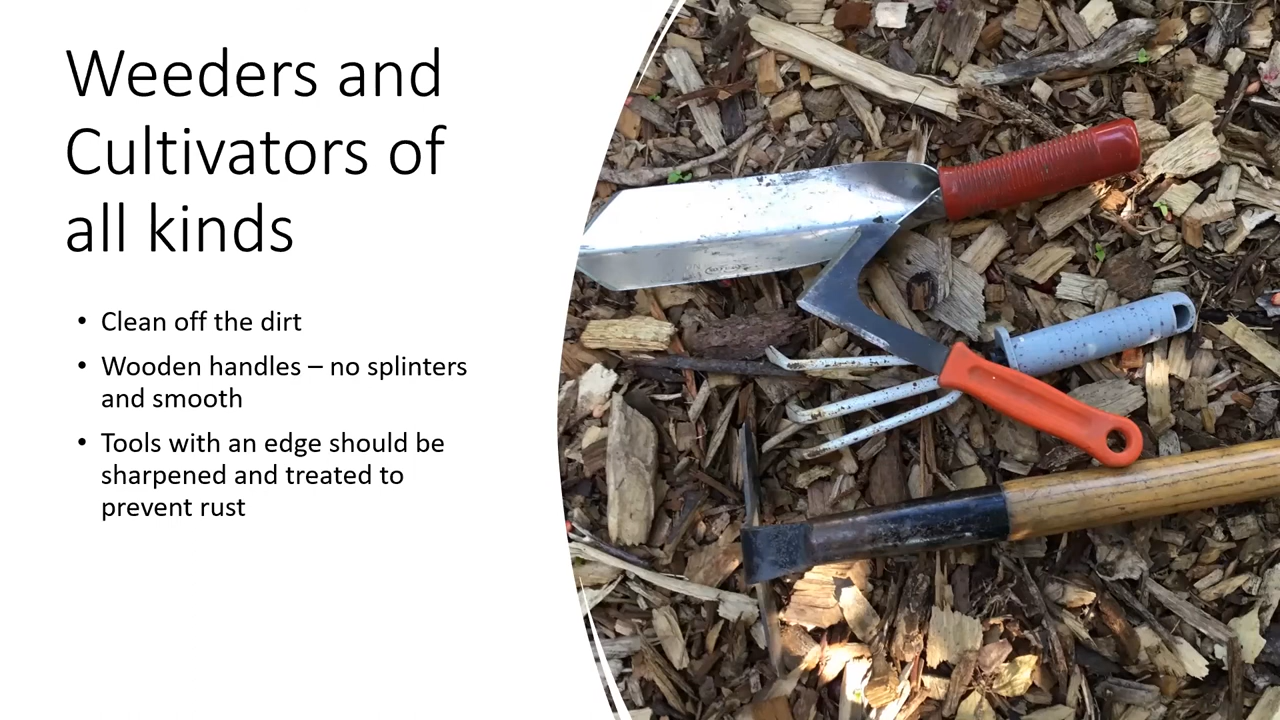 Weeders and
Cultivators of
all kinds
• Clean off the dirt
• Wooden handles – no splinters
and smooth
• Tools with an edge should be
sharpened and treated to
prevent rust